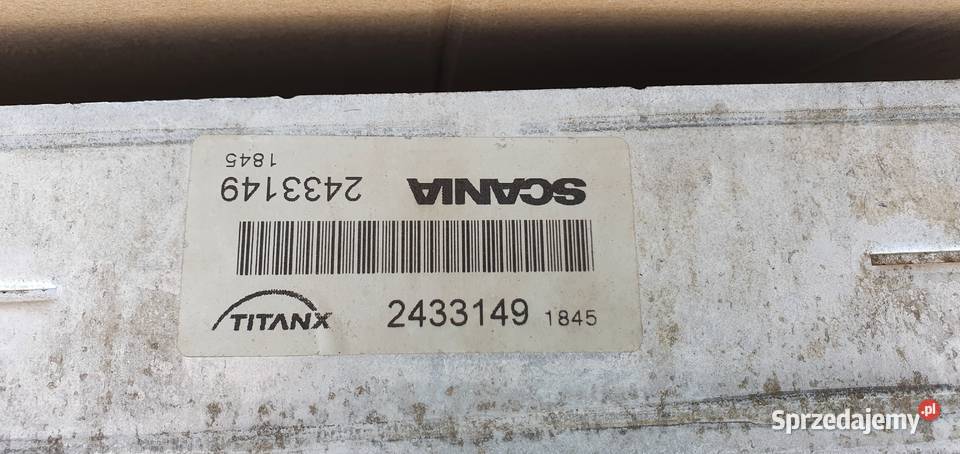 1845
2433149 SCANIA
TITANX 2433149 1845
Sprzedajemy.pl